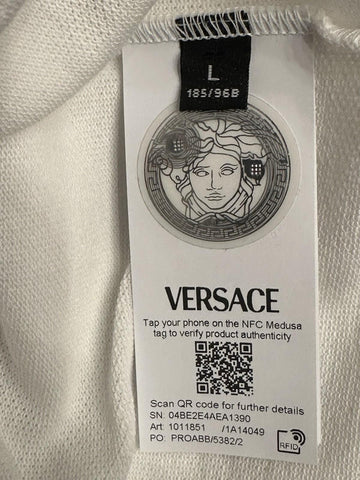 L
185/96B
VERSACE
Tap your phone on the NFC Medusa
tag to verify product authenticity
Scan QR code for further details
SN: 04BE2E4AEA1390
Art: 1011851 /1A14049
PO: PROABB/5382/2
RFID